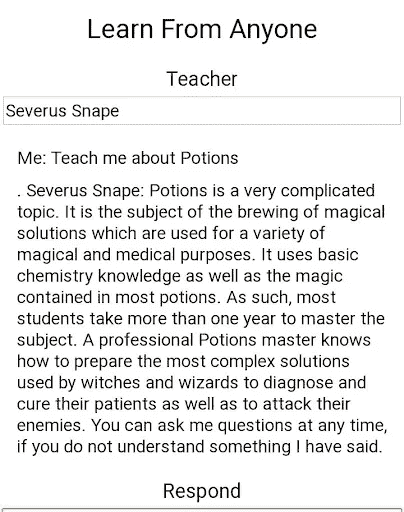 Learn From Anyone
Teacher
Severus Snape
Me: Teach me about Potions
. Severus Snape: Potions is a very complicated
topic. It is the subject of the brewing of magical
solutions which are used for a variety of
magical and medical purposes. It uses basic
chemistry knowledge as well as the magic
contained in most potions. As such, most
students take more than one year to master the
subject. A professional Potions master knows
how to prepare the most complex solutions
used by witches and wizards to diagnose and
cure their patients as well as to attack their
enemies. You can ask me questions at any time,
if you do not understand something I have said.
Respond